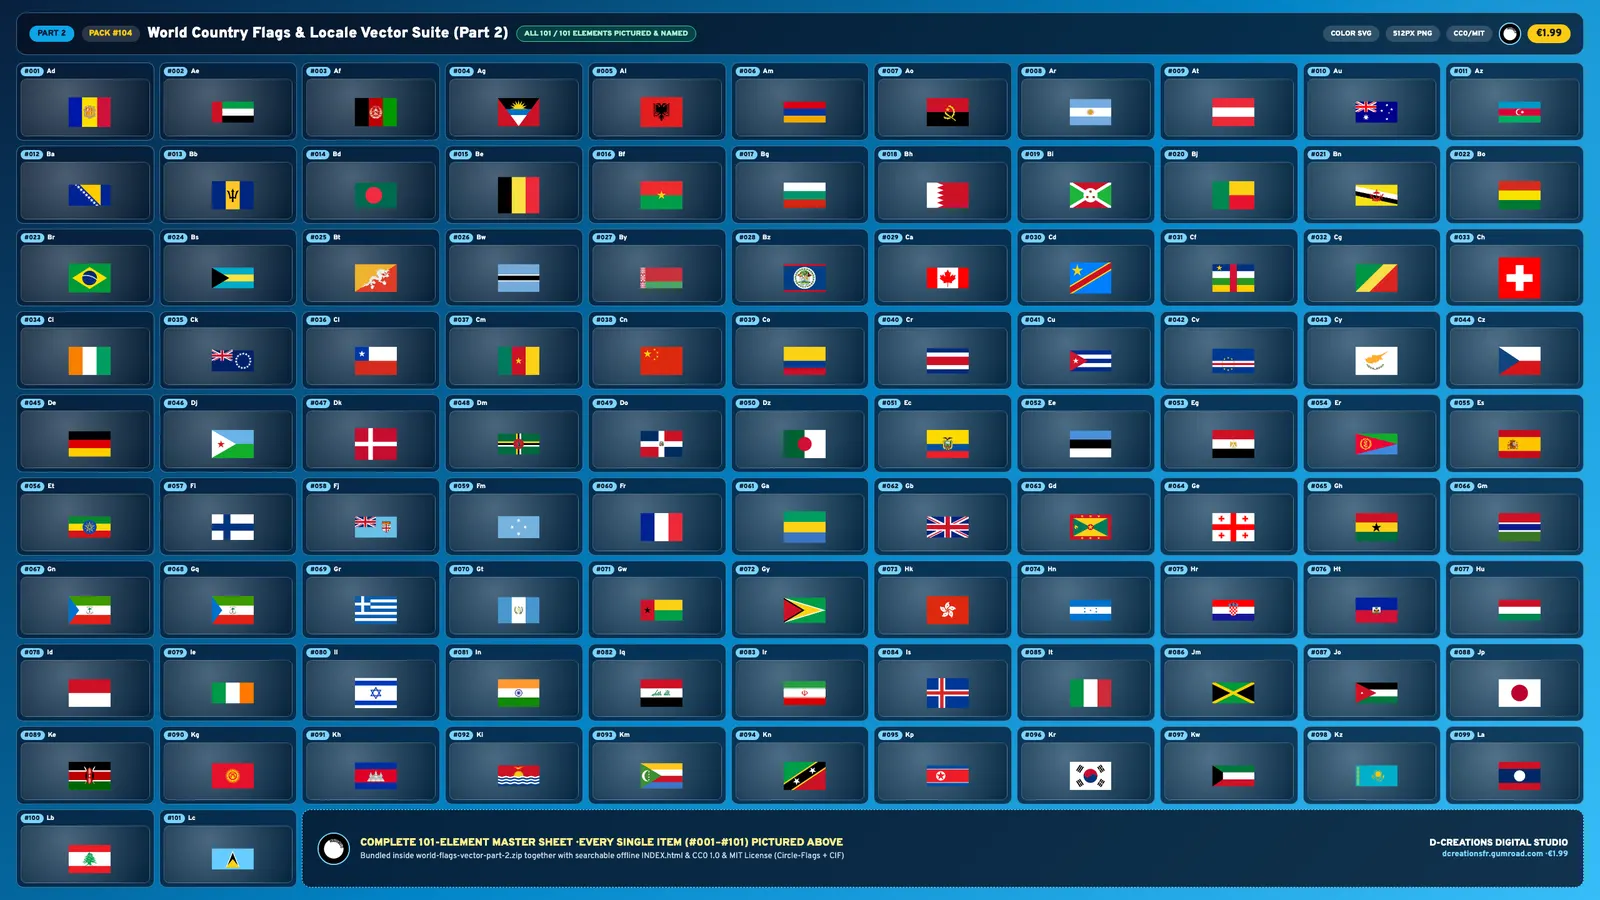 PART 2 PACK #104 World Country Flags & Locale Vector Suite (Part 2) ALL 101 / 101 ELEMENTS PICTURED & NAMED COLOR SVG 512PX PNG CC0/MIT €1.99
#001 Ad #002 Ae #003 Af #004 Ag #005 Al #006 Am #007 Ao #008 Ar #009 At #010 Au #011 Az
#012 Ba #013 Bb #014 Bd #015 Be #016 Bf #017 Bg #018 Bh #019 Bi #020 Bj #021 Bn #022 Bo
#023 Br #024 Bs #025 Bt #026 Bw #027 By #028 Bz #029 Ca #030 Cd #031 Cf #032 Cg #033 Ch
#034 Ci #035 Ck #036 Cl #037 Cm #038 Cn #039 Co #040 Cr #041 Cu #042 Cv #043 Cy #044 Cz
#045 De #046 Dj #047 Dk #048 Dm #049 Do #050 Dz #051 Ec #052 Ee #053 Eg #054 Er #055 Es
#056 Et #057 Fi #058 Fj #059 Fm #060 Fr #061 Ga #062 Gb #063 Gd #064 Ge #065 Gh #066 Gm
#067 Gn #068 Gq #069 Gr #070 Gt #071 Gw #072 Gy #073 Hk #074 Hn #075 Hr #076 Ht #077 Hu
#078 Id #079 Ie #080 Il #081 In #082 Iq #083 Ir #084 Is #085 It #086 Jm #087 Jo #088 Jp
#089 Ke #090 Kg #091 Kh #092 Ki #093 Km #094 Kn #095 Kp #096 Kr #097 Kw #098 Kz #099 La
#100 Lb #101 Lc
COMPLETE 101-ELEMENT MASTER SHEET · EVERY SINGLE ITEM (#001–#101) PICTURED ABOVE
Bundled inside world-flags-vector-part-2.zip together with searchable offline INDEX.html & CC0 1.0 & MIT License (Circle-Flags + CIF)
D-CREATIONS DIGITAL STUDIO
dcreationsfr.gumroad.com · €1.99